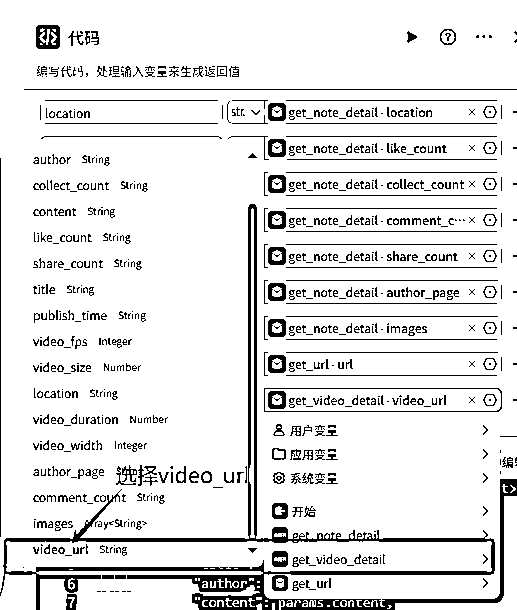 代码
编写代码，处理输入变量来生成返回值
location str. get_note_detail · location
get_note_detail · like_count
author String
get_note_detail · collect_count
collect_count String
content String
get_note_detail · comment_c...
like_count String
get_note_detail · share_count
share_count String
title String
get_note_detail · author_page
publish_time String
get_note_detail · images
video_fps Integer
video_size Number
get_url · url
location String
get_video_detail · video_url
video_duration Number
用户变量
video_width Integer
应用变量
author_page
选择video_url
系统变量
comment_count String
开始
images Array<String>
get_note_detail
video_url String
get_video_detail
get_url
6 "author":
7 "content": params.content,